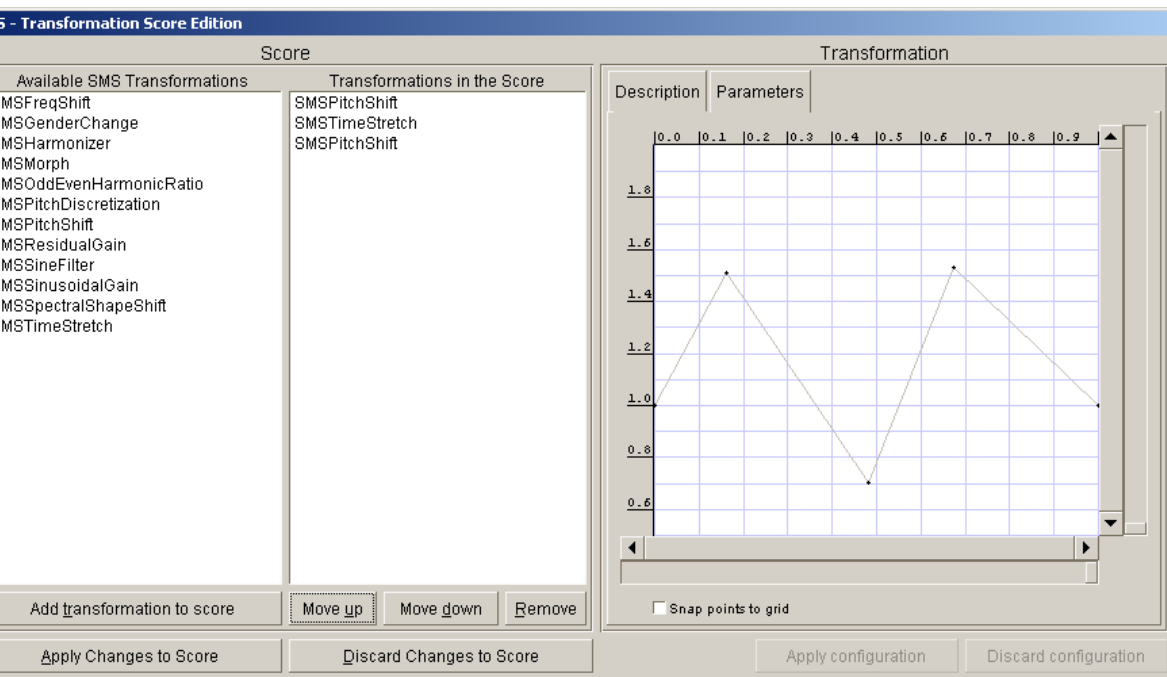 S - Transformation Score Edition
Score
Transformation
Available SMS Transformations
Transformations in the Score
MSFreqShift
MSGenderChange
MSHarmonizer
MSMorph
MSOddEvenHarmonicRatio
MSPitchDiscretization
MSPitchShift
MSResidualGain
MSSineFilter
MSSinusoidalGain
MSSpectralShapeShift
MSTimeStretch
SMSPitchShift
SMSTimeStretch
SMSPitchShift
Description Parameters
0.0 0.1 0.2 0.3 0.4 0.5 0.6 0.7 0.8 0.9
1.8
1.6
1.4
1.2
1.0
0.8
0.6
Snap points to grid
Add transformation to score
Move up
Move down
Remove
Apply Changes to Score
Discard Changes to Score
Apply configuration
Discard configuration